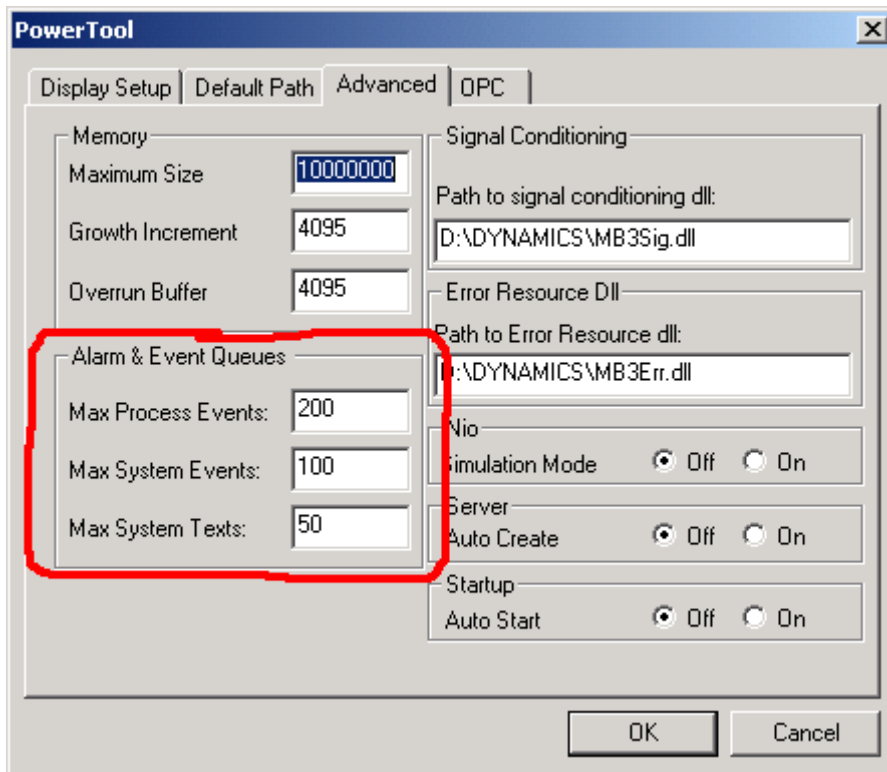 PowerTool
Display Setup
Default Path
Advanced
OPC
Memory
Maximum Size
10000000
Growth Increment
4095
Overrun Buffer
4095
Alarm & Event Queues
Max Process Events:
200
Max System Events:
100
Max System Texts:
50
Signal Conditioning
Path to signal conditioning dll:
D:\DYNAMICS\MB3Sig.dll
Error Resource Dll
Path to Error Resource dll:
D:\DYNAMICS\MB3Err.dll
Nio
Simulation Mode
Off
On
Server
Auto Create
Off
On
Startup
Auto Start
Off
On
OK
Cancel